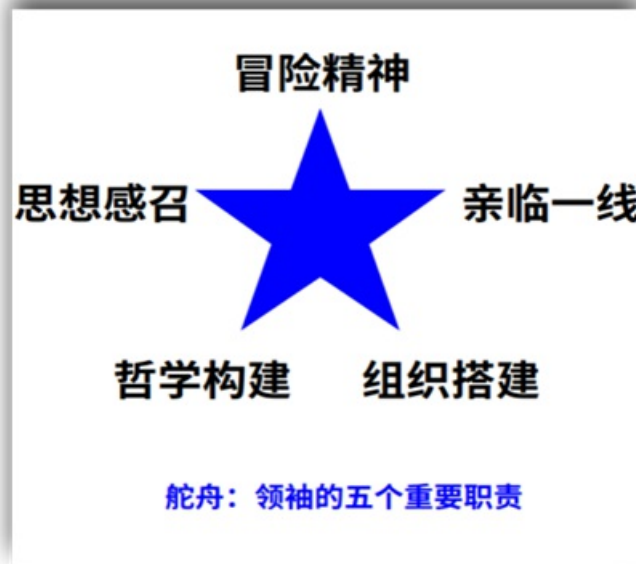 冒险精神
思想感召
亲临一线
哲学构建
组织搭建
舵舟：领袖的五个重要职责